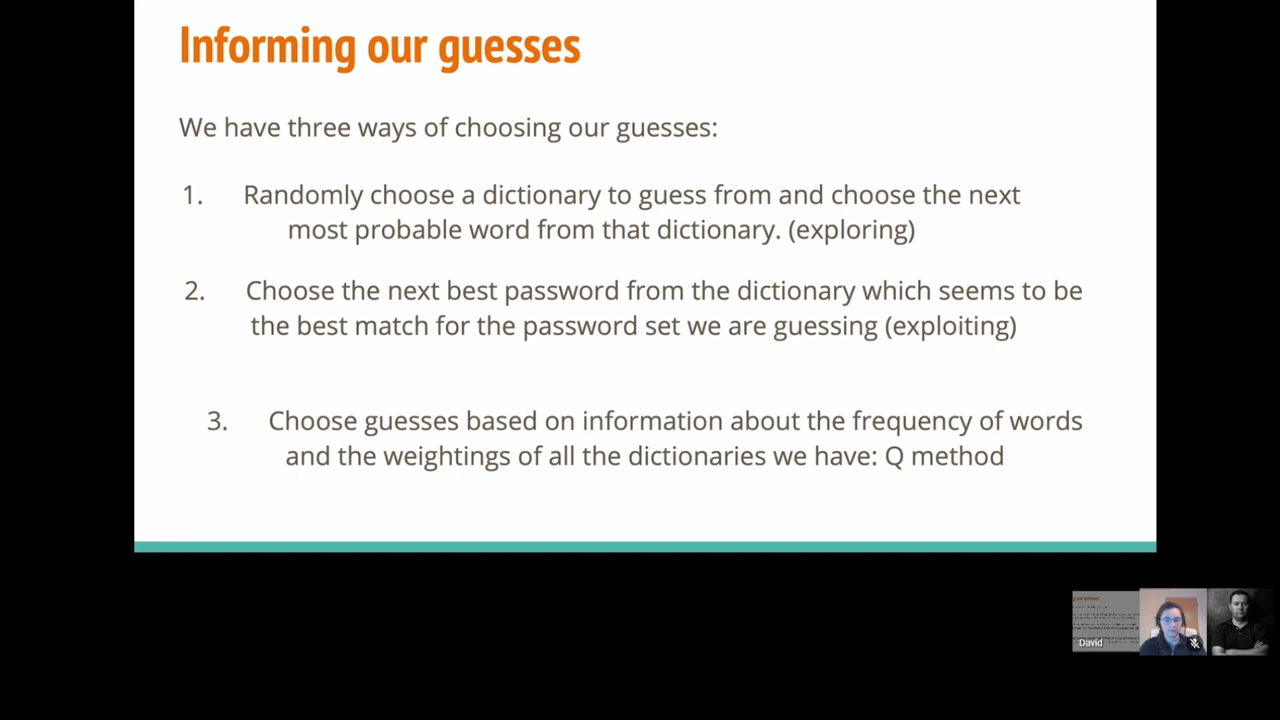 Informing our guesses
We have three ways of choosing our guesses:
1. Randomly choose a dictionary to guess from and choose the next
most probable word from that dictionary. (exploring)
2. Choose the next best password from the dictionary which seems to be
the best match for the password set we are guessing (exploiting)
3. Choose guesses based on information about the frequency of words
and the weightings of all the dictionaries we have: Q method
David